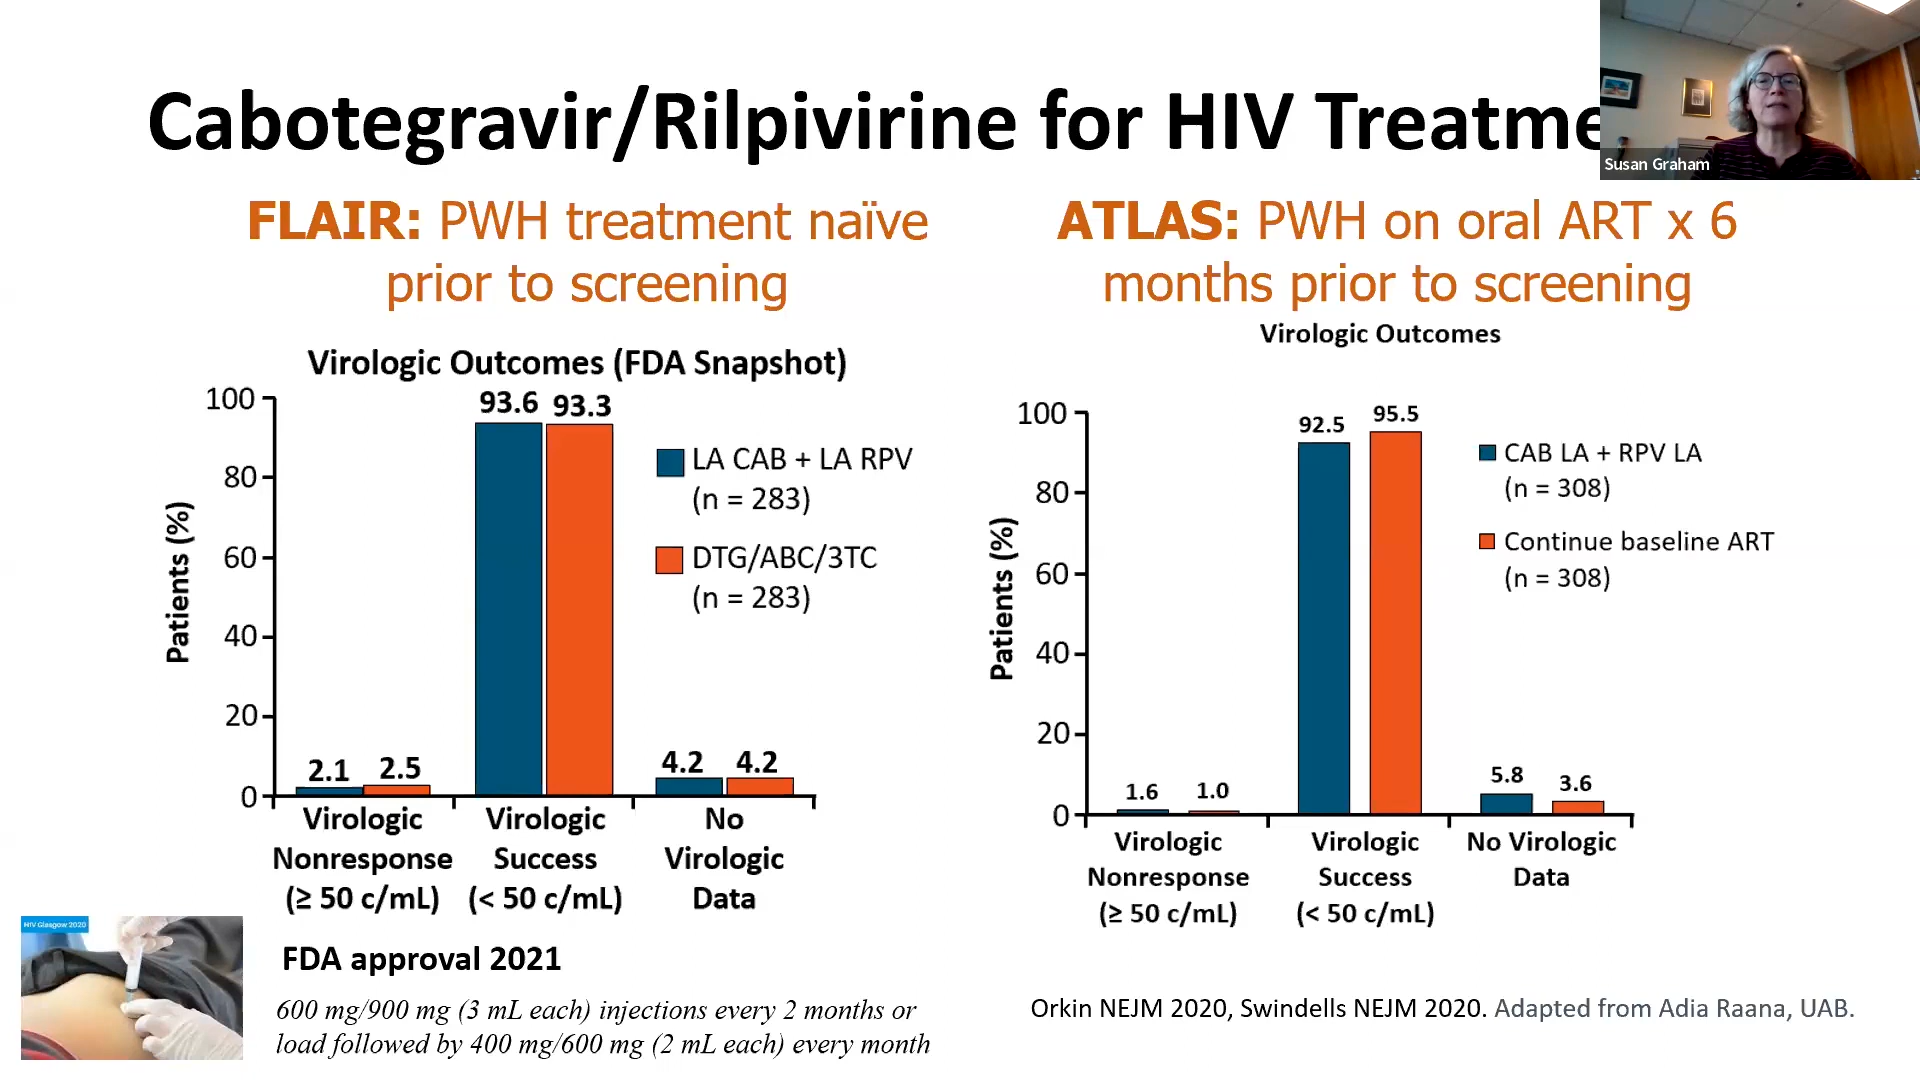 Cabotegravir/Rilpivirine for HIV Treatme
Susan Graham
FLAIR: PWH treatment naïve
prior to screening
Virologic Outcomes (FDA Snapshot)
Patients (%)
100
80
60
40
20
0
93.6
93.3
2.1
2.5
4.2
4.2
LA CAB + LA RPV
(n = 283)
DTG/ABC/3TC
(n = 283)
Virologic
Nonresponse
(≥ 50 c/mL)
Virologic
Success
(< 50 c/mL)
No
Virologic
Data
ATLAS: PWH on oral ART x 6
months prior to screening
Virologic Outcomes
Patients (%)
100
80
60
40
20
0
92.5
95.5
1.6
1.0
5.8
3.6
CAB LA + RPV LA
(n = 308)
Continue baseline ART
(n = 308)
Virologic
Nonresponse
(≥ 50 c/mL)
Virologic
Success
(< 50 c/mL)
No Virologic
Data
HIV Glasgow 2020
FDA approval 2021
600 mg/900 mg (3 mL each) injections every 2 months or
load followed by 400 mg/600 mg (2 mL each) every month
Orkin NEJM 2020, Swindells NEJM 2020. Adapted from Adia Raana, UAB.